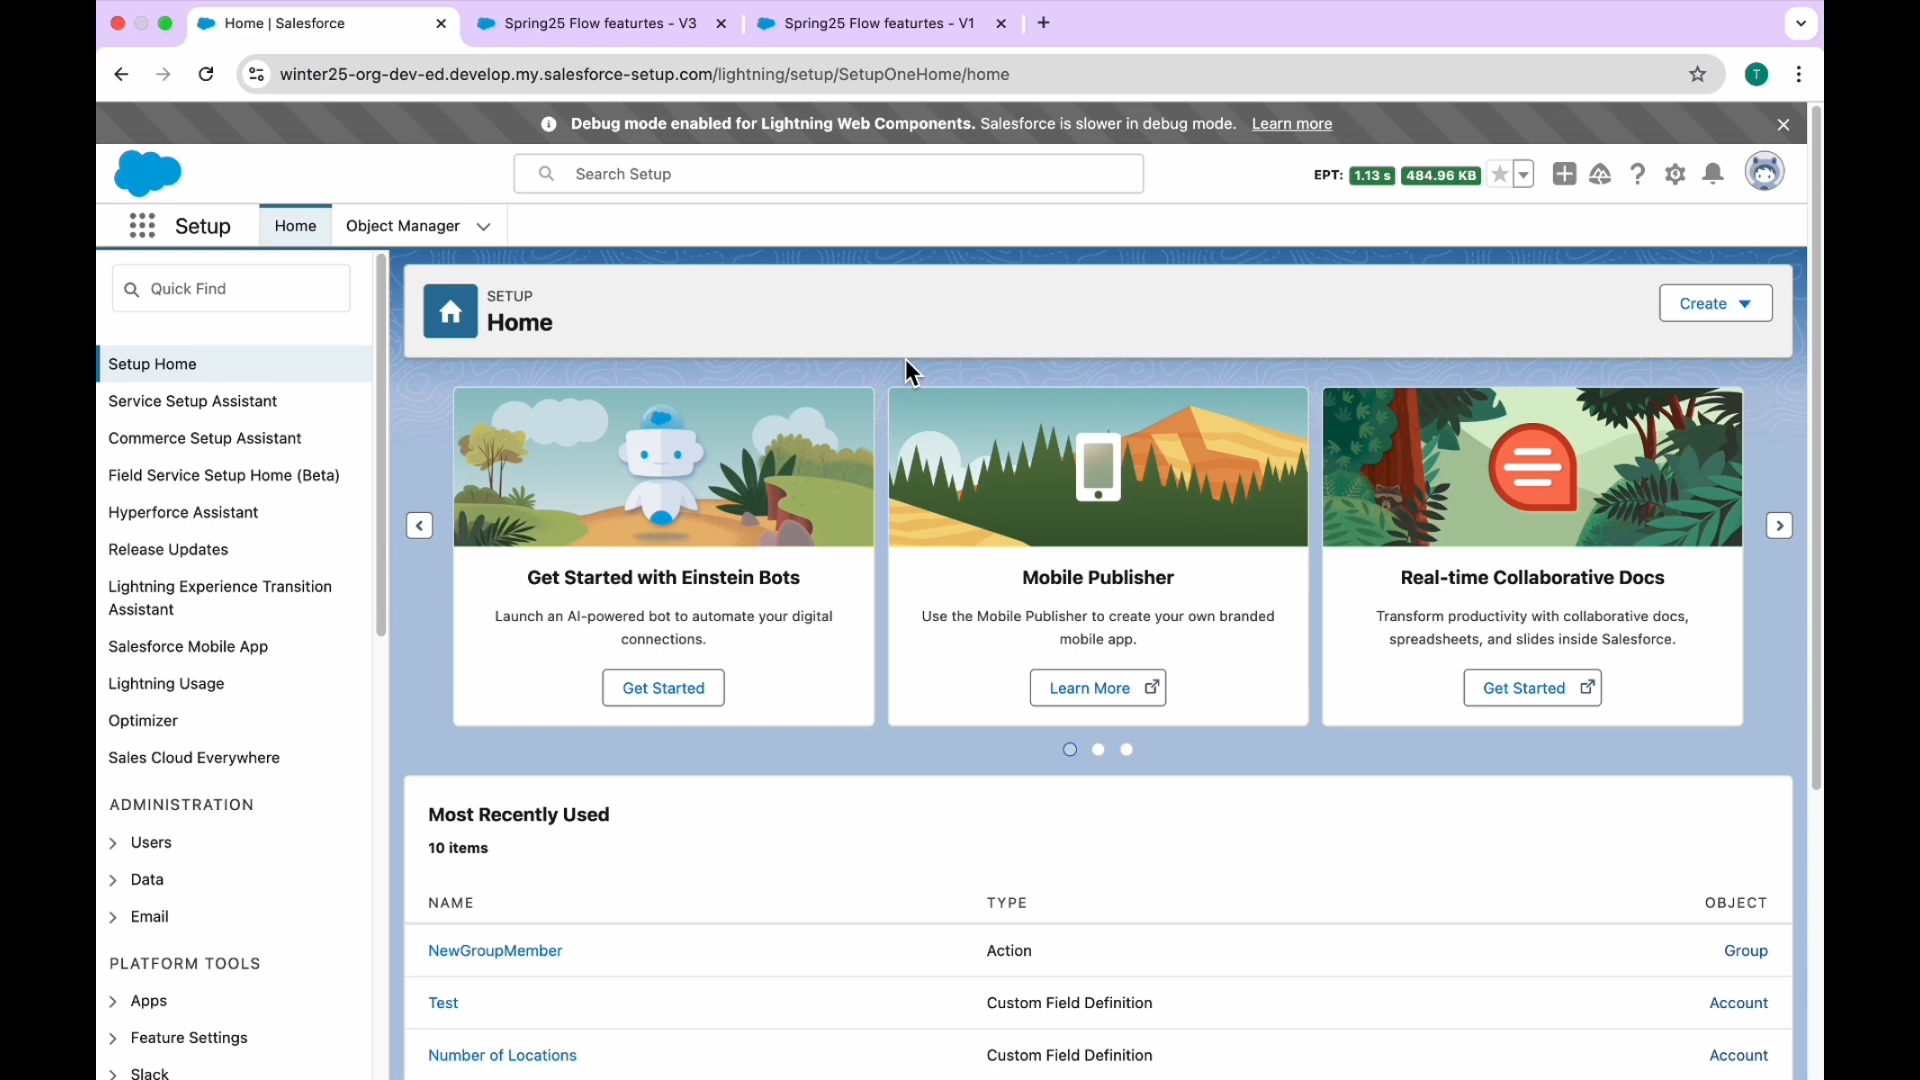 Home | Salesforce
Spring25 Flow featurtes - V3
Spring25 Flow featurtes - V1
T
winter25-org-dev-ed.develop.my.salesforce-setup.com/lightning/setup/SetupOneHome/home
Debug mode enabled for Lightning Web Components. Salesforce is slower in debug mode. Learn more
Search Setup
EPT: 1.13 s 484.96 KB
Setup
Home
Object Manager
Quick Find
Setup Home
Service Setup Assistant
Commerce Setup Assistant
Field Service Setup Home (Beta)
Hyperforce Assistant
Release Updates
Lightning Experience Transition
Assistant
Salesforce Mobile App
Lightning Usage
Optimizer
Sales Cloud Everywhere
ADMINISTRATION
Users
Data
Email
PLATFORM TOOLS
Apps
Feature Settings
Slack
SETUP
Home
Create
Get Started with Einstein Bots
Launch an AI-powered bot to automate your digital
connections.
Get Started
Mobile Publisher
Use the Mobile Publisher to create your own branded
mobile app.
Learn More
Real-time Collaborative Docs
Transform productivity with collaborative docs,
spreadsheets, and slides inside Salesforce.
Get Started
Most Recently Used
10 items
NAME TYPE OBJECT
NewGroupMember Action Group
Test Custom Field Definition Account
Number of Locations Custom Field Definition Account